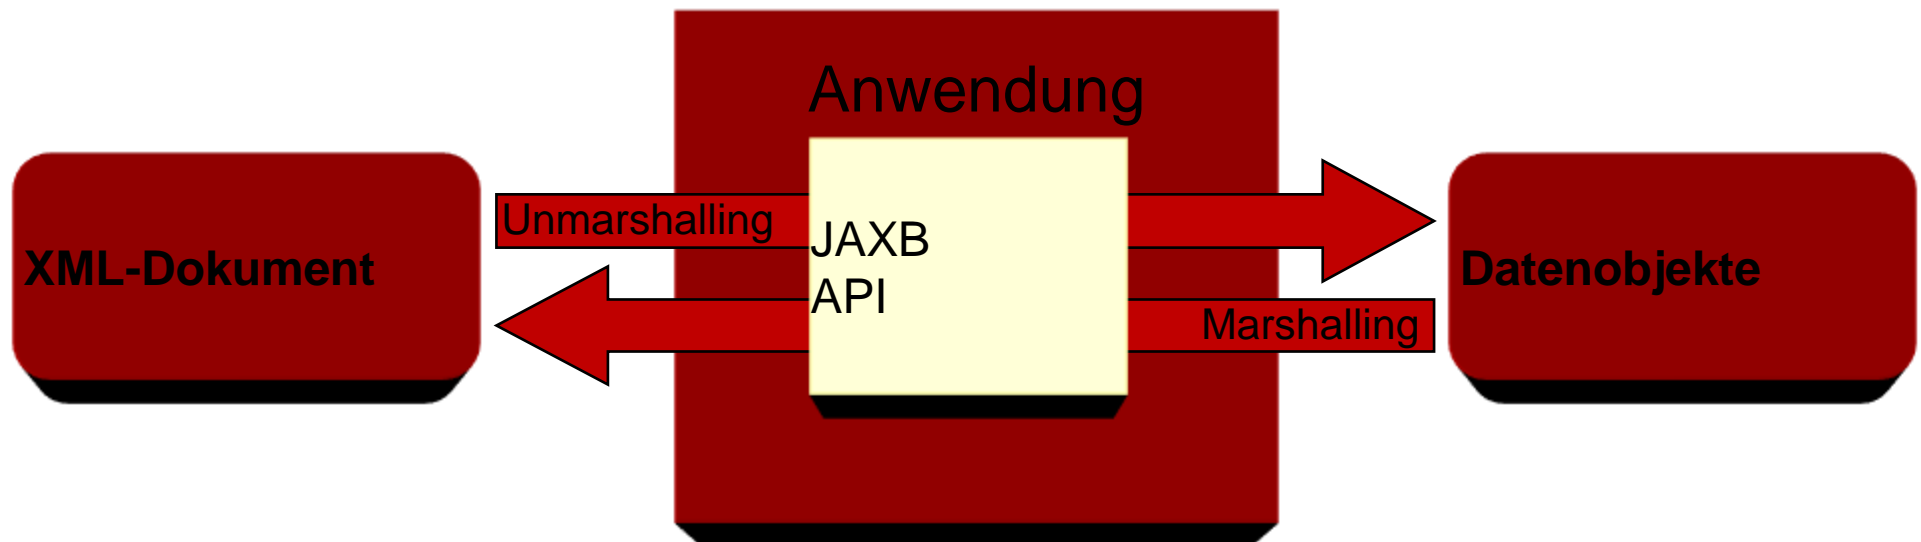 Anwendung
Unmarshalling
JAXB
API
XML-Dokument
Datenobjekte
Marshalling